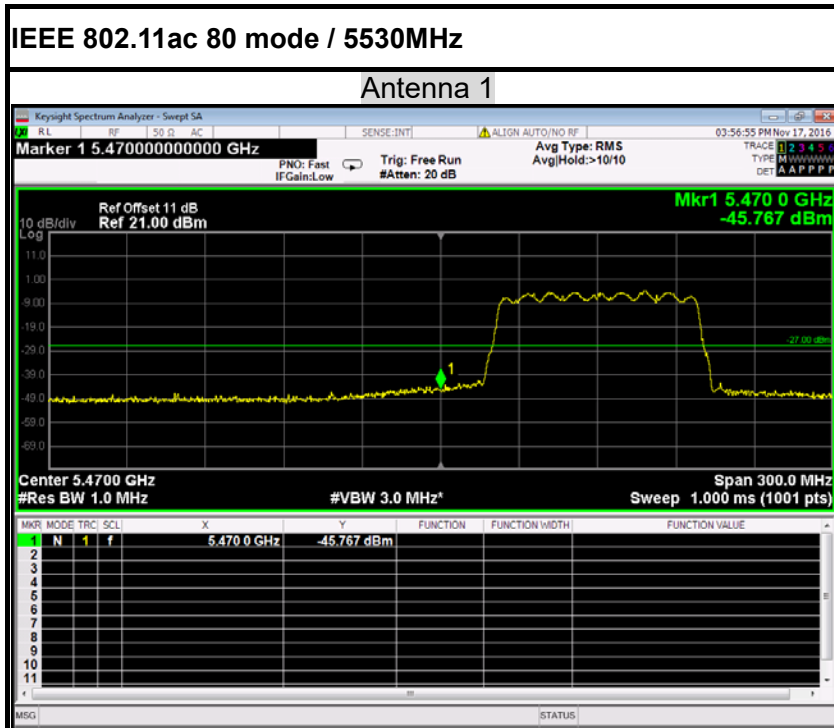 IEEE 802.11ac 80 mode / 5530MHz
Antenna 1
Keysight Spectrum Analyzer - Swept SA
RL RF 50 Ω AC SENSE:INT ALIGN AUTO/NO RF 03:56:55 PM Nov 17, 2016
Marker 1 5.470000000000 GHz
PNO: Fast
IFGain:Low
Trig: Free Run
#Atten: 20 dB
Avg Type: RMS
Avg|Hold:>10/10
TRACE 1 2 3 4 5 6
TYPE MWWWWW
DET A A P P P P
Mkr1 5.470 0 GHz
-45.767 dBm
Ref Offset 11 dB
10 dB/div Ref 21.00 dBm
Log
11.0
1.00
-9.00
-19.0
-27.00 dBm
-29.0
-39.0
1
-49.0
-59.0
-69.0
Center 5.4700 GHz Span 300.0 MHz
#Res BW 1.0 MHz #VBW 3.0 MHz* Sweep 1.000 ms (1001 pts)
MKR MODE TRC SCL X Y FUNCTION FUNCTION WIDTH FUNCTION VALUE
1 N 1 f 5.470 0 GHz -45.767 dBm
2
3
4
5
6
7
8
9
10
11
MSG STATUS